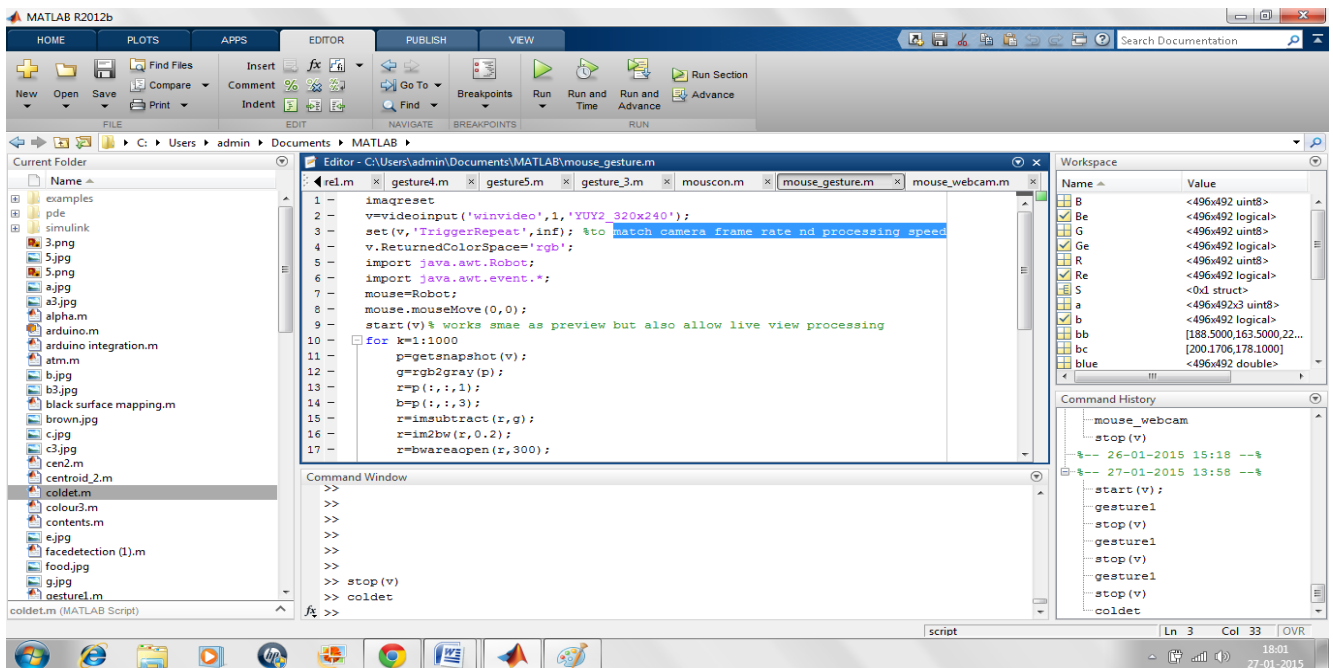 MATLAB R2012b
HOME PLOTS APPS EDITOR PUBLISH VIEW Search Documentation
New Open Save Find Files Compare Print
Insert fx
Comment
Indent
Go To
Find
Breakpoints
Run Run and Time Run and Advance Run Section Advance
FILE EDIT NAVIGATE BREAKPOINTS RUN
C: Users admin Documents MATLAB
Current Folder
Name
examples
pde
simulink
3.png
5.jpg
5.png
a.jpg
a3.jpg
alpha.m
arduino.m
arduino integration.m
atm.m
b.jpg
b3.jpg
black surface mapping.m
brown.jpg
c.jpg
c3.jpg
cen2.m
centroid_2.m
coldet.m
colour3.m
contents.m
e.jpg
facedetection (1).m
food.jpg
g.jpg
gesture1.m
coldet.m (MATLAB Script)
Editor - C:\Users\admin\Documents\MATLAB\mouse_gesture.m
re1.m gesture4.m gesture5.m gesture_3.m mouscon.m mouse_gesture.m mouse_webcam.m
1 - imaqreset
2 - v=videoinput('winvideo',1,'YUY2_320x240');
3 - set(v,'TriggerRepeat',inf); %to match camera frame rate nd processing speed
4 - v.ReturnedColorSpace='rgb';
5 - import java.awt.Robot;
6 - import java.awt.event.*;
7 - mouse=Robot;
8 - mouse.mouseMove(0,0);
9 - start(v)% works smae as preview but also allow live view processing
10 - for k=1:1000
11 - p=getsnapshot(v);
12 - g=rgb2gray(p);
13 - r=p(:,:,1);
14 - b=p(:,:,3);
15 - r=imsubtract(r,g);
16 - r=im2bw(r,0.2);
17 - r=bwareaopen(r,300);
Command Window
>>
>>
>>
>>
>>
>>
>> stop(v)
>> coldet
fx >>
Workspace
Name Value
B <496x492 uint8>
Be <496x492 logical>
G <496x492 uint8>
Ge <496x492 logical>
R <496x492 uint8>
Re <496x492 logical>
S <0x1 struct>
a <496x492x3 uint8>
b <496x492 logical>
bb [188.5000,163.5000,22...
bc [200.1706,178.1000]
blue <496x492 double>
Command History
mouse_webcam
stop(v)
%-- 26-01-2015 15:18 --%
%-- 27-01-2015 13:58 --%
start(v);
gesture1
stop(v)
gesture1
stop(v)
gesture1
stop(v)
coldet
script Ln 3 Col 33 OVR
18:01
27-01-2015